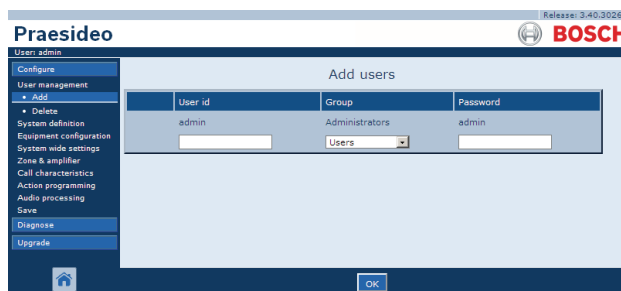 Release: 3.40.3026
Praesideo
BOSCH
User: admin
Configure
User management
• Add
• Delete
System definition
Equipment configuration
System wide settings
Zone & amplifier
Call characteristics
Action programming
Audio processing
Save
Diagnose
Upgrade
Add users
User id Group Password
admin Administrators admin
Users
OK